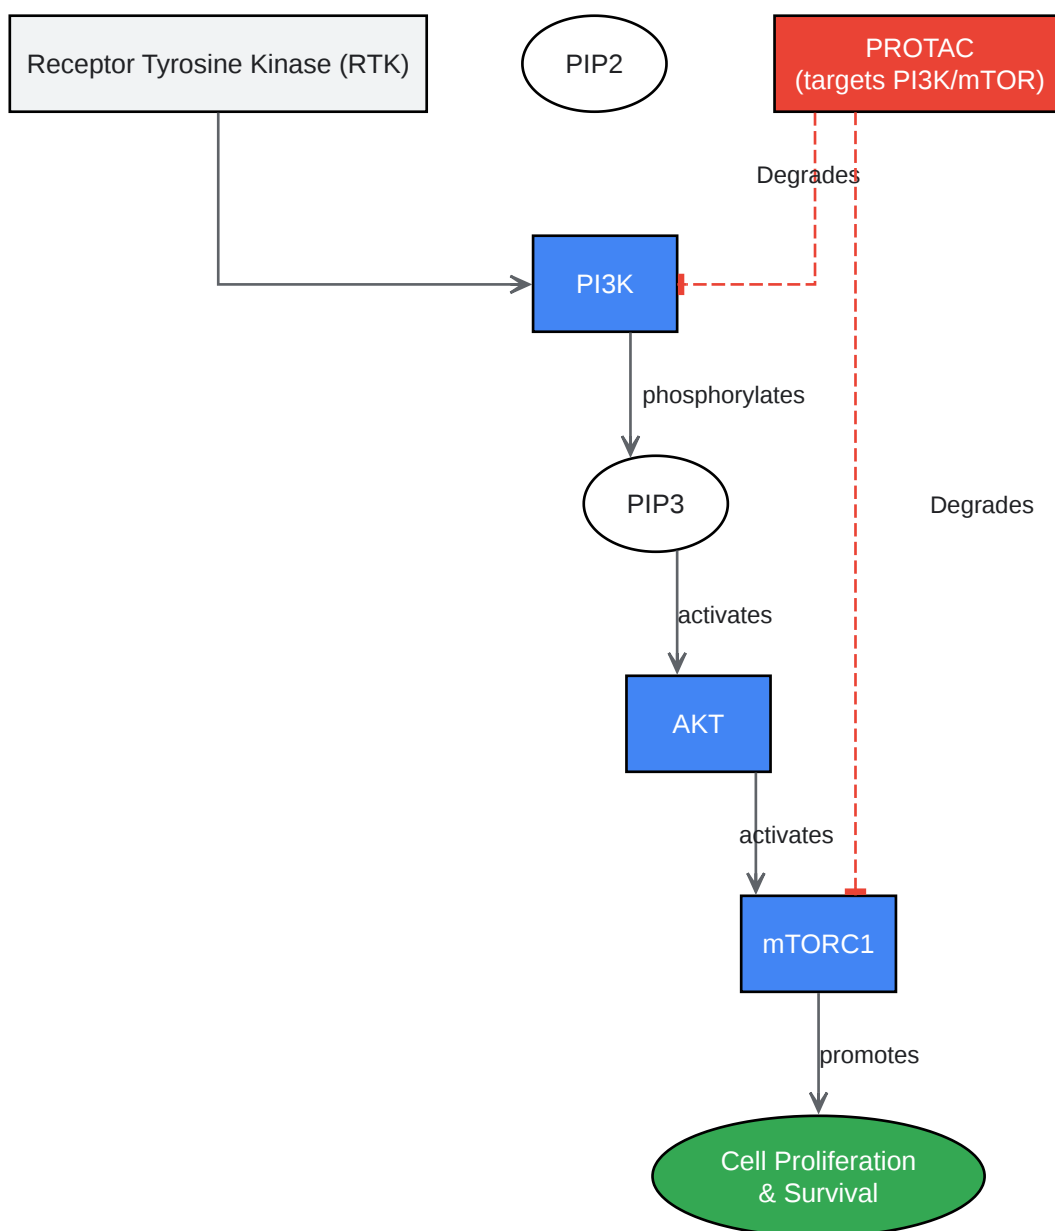 Receptor Tyrosine Kinase (RTK)
PIP2
PROTAC
(targets PI3K/mTOR)
Degrades
PI3K
phosphorylates
PIP3
Degrades
activates
AKT
activates
mTORC1
promotes
Cell Proliferation
& Survival